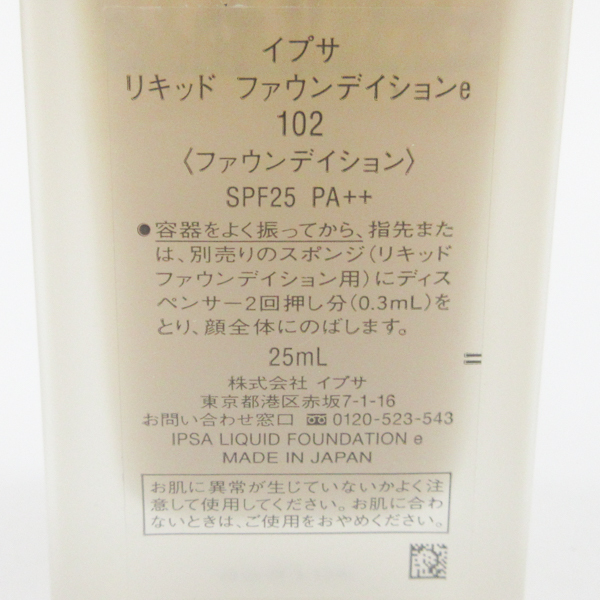 イプサ
リキッド ファウンデイションe
102
〈ファウンデイション〉
SPF25 PA++
●容器をよく振ってから、指先また
は、別売りのスポンジ(リキッド
ファウンデイション用)にディス
ペンサー2回押し分(0.3mL)を
とり、顔全体にのばします。
25mL
株式会社 イプサ
東京都港区赤坂7-1-16
お問い合わせ窓口 0120-523-543
IPSA LIQUID FOUNDATION e
MADE IN JAPAN
お肌に異常が生じていないかよく注
意して使用してください。お肌に合わ
ないときは、ご使用をおやめください。